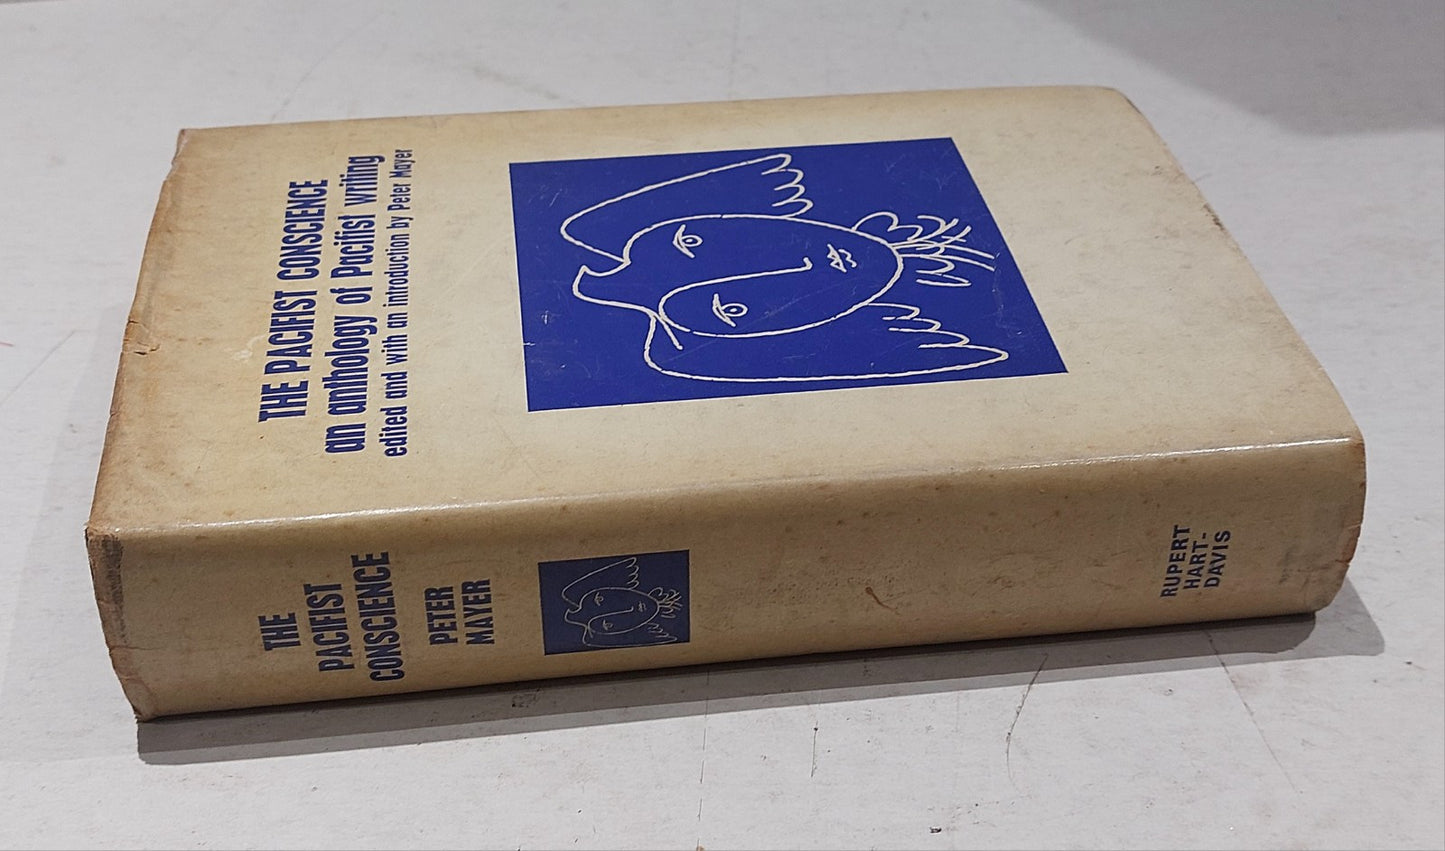 THE PACIFIST CONSCIENCE
an anthology of Pacifist writing
edited and with an introduction by Peter Mayer
THE
PACIFIST
CONSCIENCE
PETER
MAYER
RUPERT
HART-
DAVIS